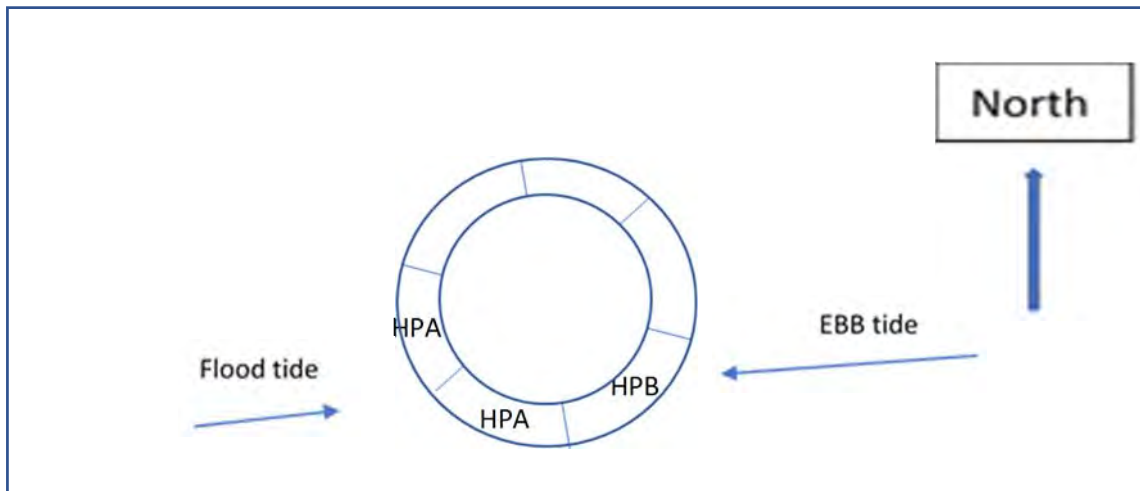 North
EBB tide
HPA
Flood tide
HPB
HPA